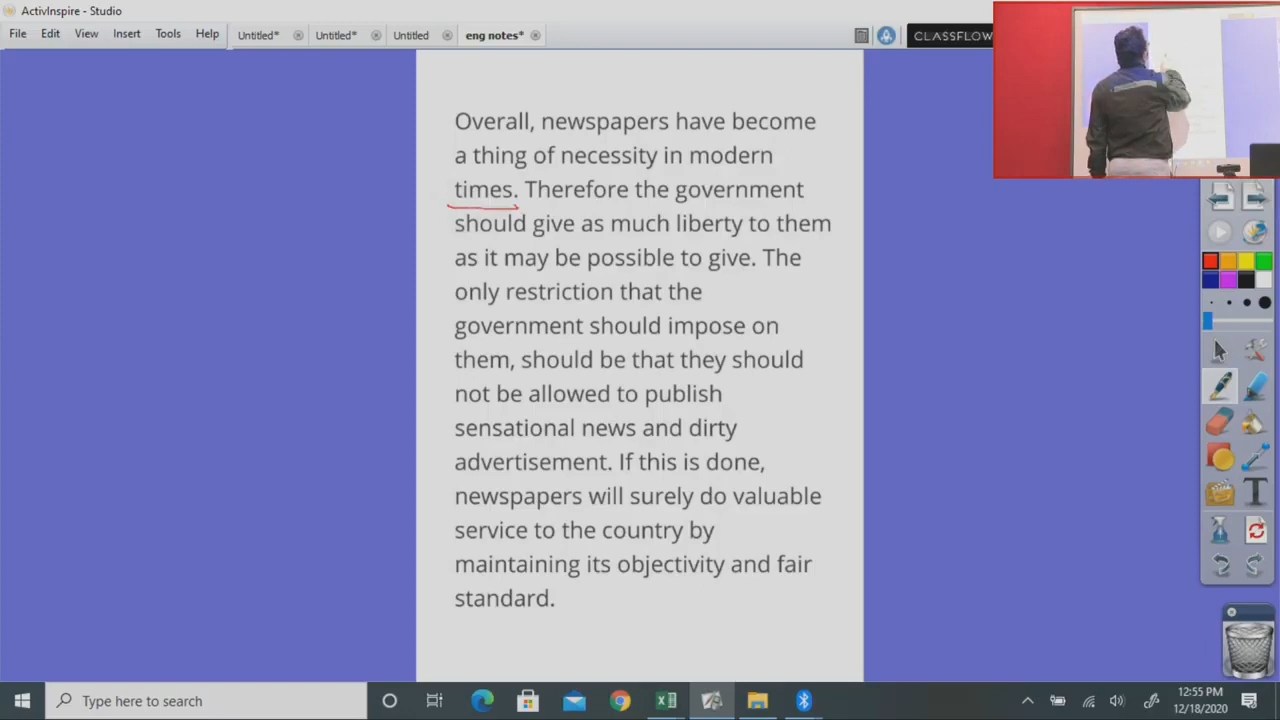 ActivInspire - Studio
File Edit View Insert Tools Help Untitled* Untitled* Untitled eng notes* CLASSFLOW
Overall, newspapers have become
a thing of necessity in modern
times. Therefore the government
should give as much liberty to them
as it may be possible to give. The
only restriction that the
government should impose on
them, should be that they should
not be allowed to publish
sensational news and dirty
advertisement. If this is done,
newspapers will surely do valuable
service to the country by
maintaining its objectivity and fair
standard.
T
Type here to search
12:55 PM
12/18/2020